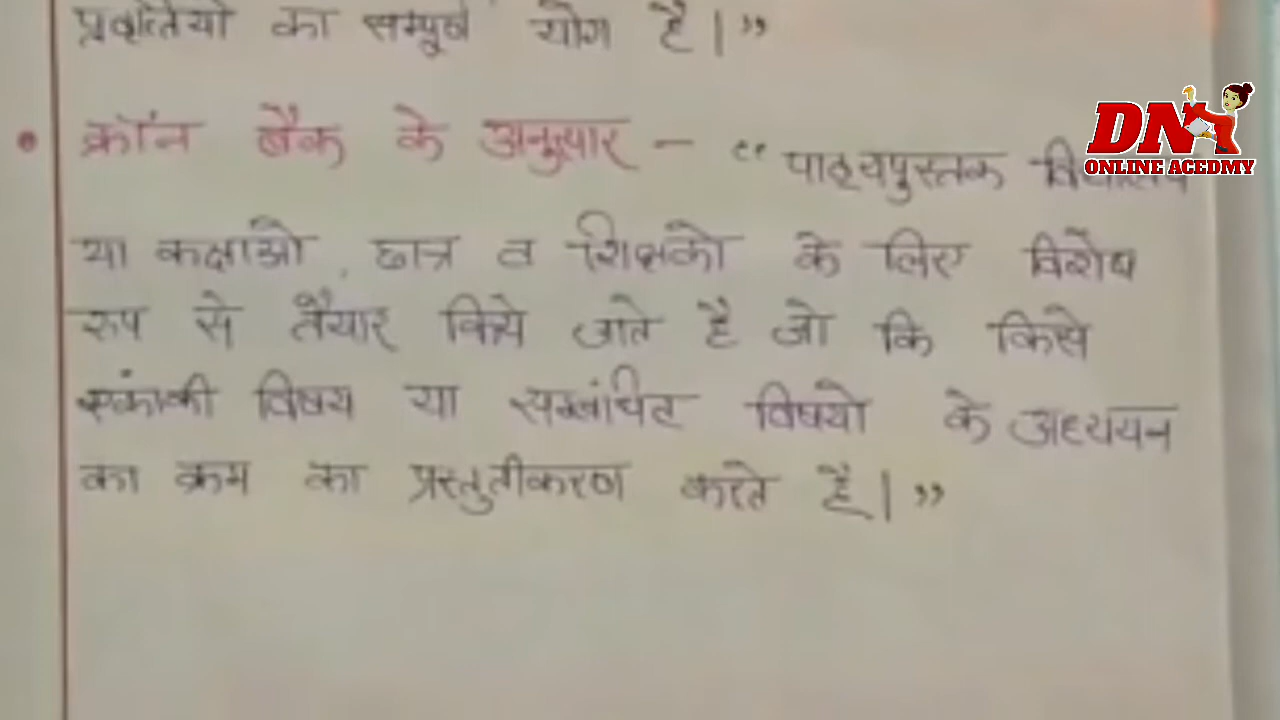 प्रवृत्तियो का सम्पूर्ण योग है।”
• क्रॉन बैक के अनुसार – “पाठ्यपुस्तक विद्यालय
या कक्षाओ, छात्र व शिक्षको के लिए विशेष
रुप से तैयार किये जाते है जो कि किसे
एकांकी विषय या सम्बंधित विषयो के अध्ययन
का क्रम का प्रस्तुतीकरण करते है।”
DN
ONLINE ACEDMY